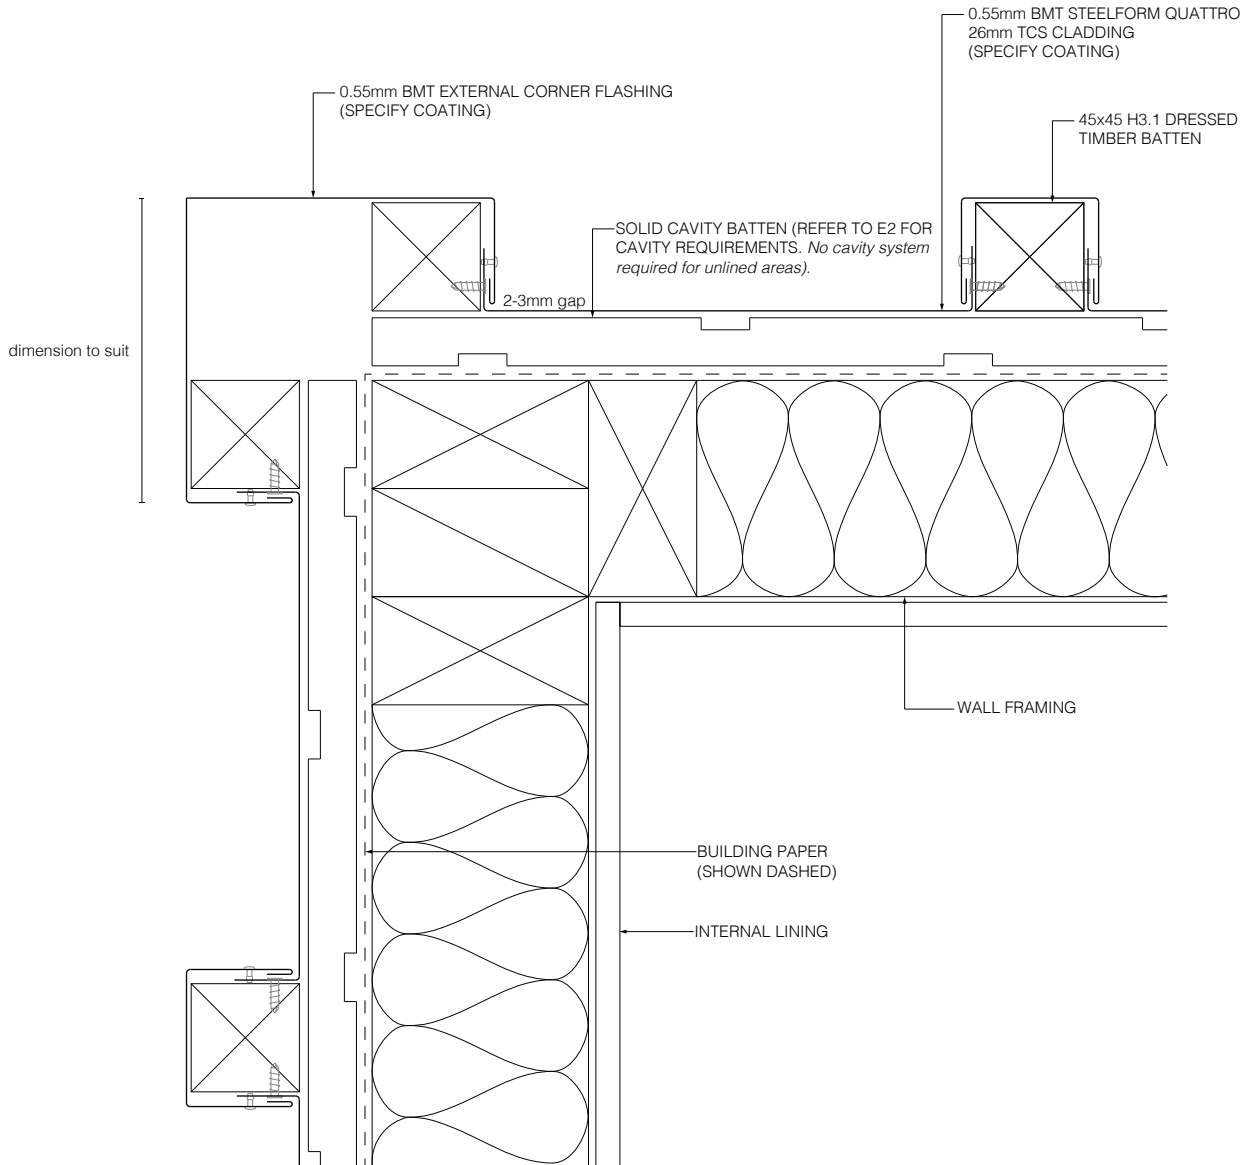 0.55mm BMT STEELFORM QUATTRO
26mm TCS CLADDING
(SPECIFY COATING)
0.55mm BMT EXTERNAL CORNER FLASHING
(SPECIFY COATING)
45x45 H3.1 DRESSED
TIMBER BATTEN
SOLID CAVITY BATTEN (REFER TO E2 FOR
CAVITY REQUIREMENTS. No cavity system
required for unlined areas).
2-3mm gap
dimension to suit
WALL FRAMING
BUILDING PAPER
(SHOWN DASHED)
INTERNAL LINING